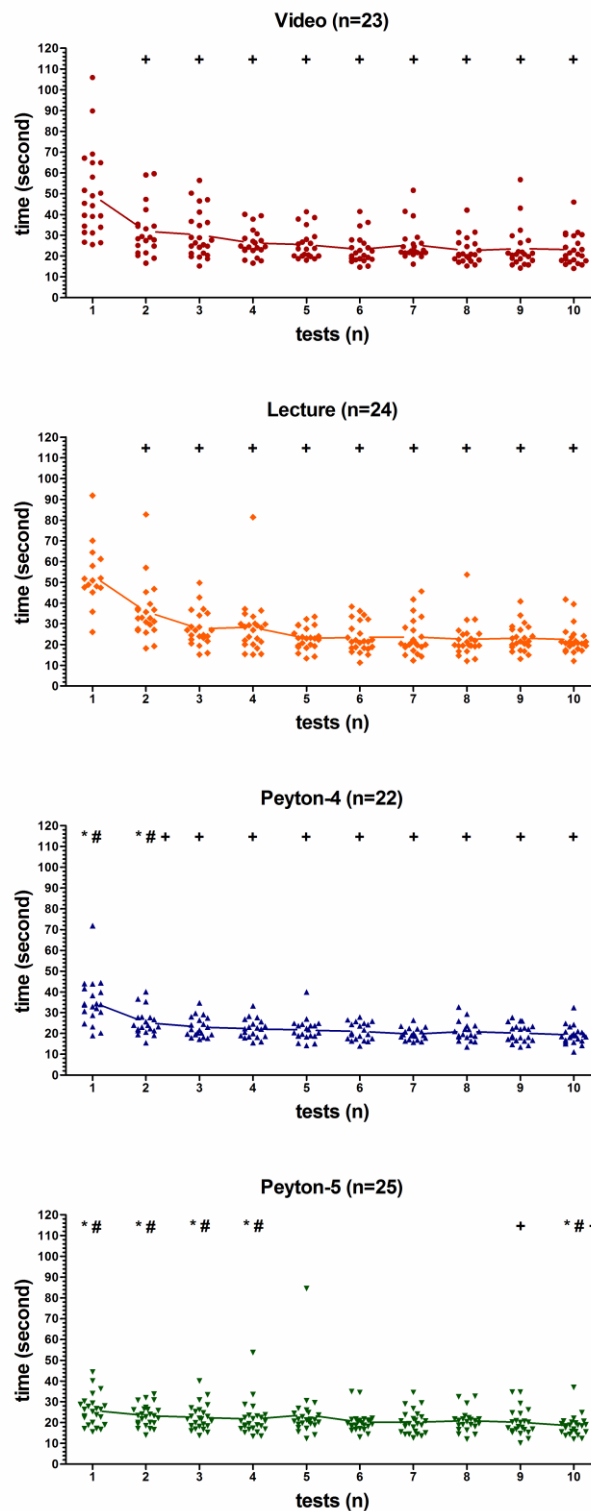 Video (n=23)
+ + + + + + + + +
120
110
100
90
80
70
60
50
40
30
20
10
0
time (second)
1 2 3 4 5 6 7 8 9 10
tests (n)
Lecture (n=24)
+ + + + + + + + +
120
110
100
90
80
70
60
50
40
30
20
10
0
time (second)
1 2 3 4 5 6 7 8 9 10
tests (n)
Peyton-4 (n=22)
* # * # + + + + + + + + +
120
110
100
90
80
70
60
50
40
30
20
10
0
time (second)
1 2 3 4 5 6 7 8 9 10
tests (n)
Peyton-5 (n=25)
* # * # * # * # + * #
120
110
100
90
80
70
60
50
40
30
20
10
0
time (second)
1 2 3 4 5 6 7 8 9 10
tests (n)